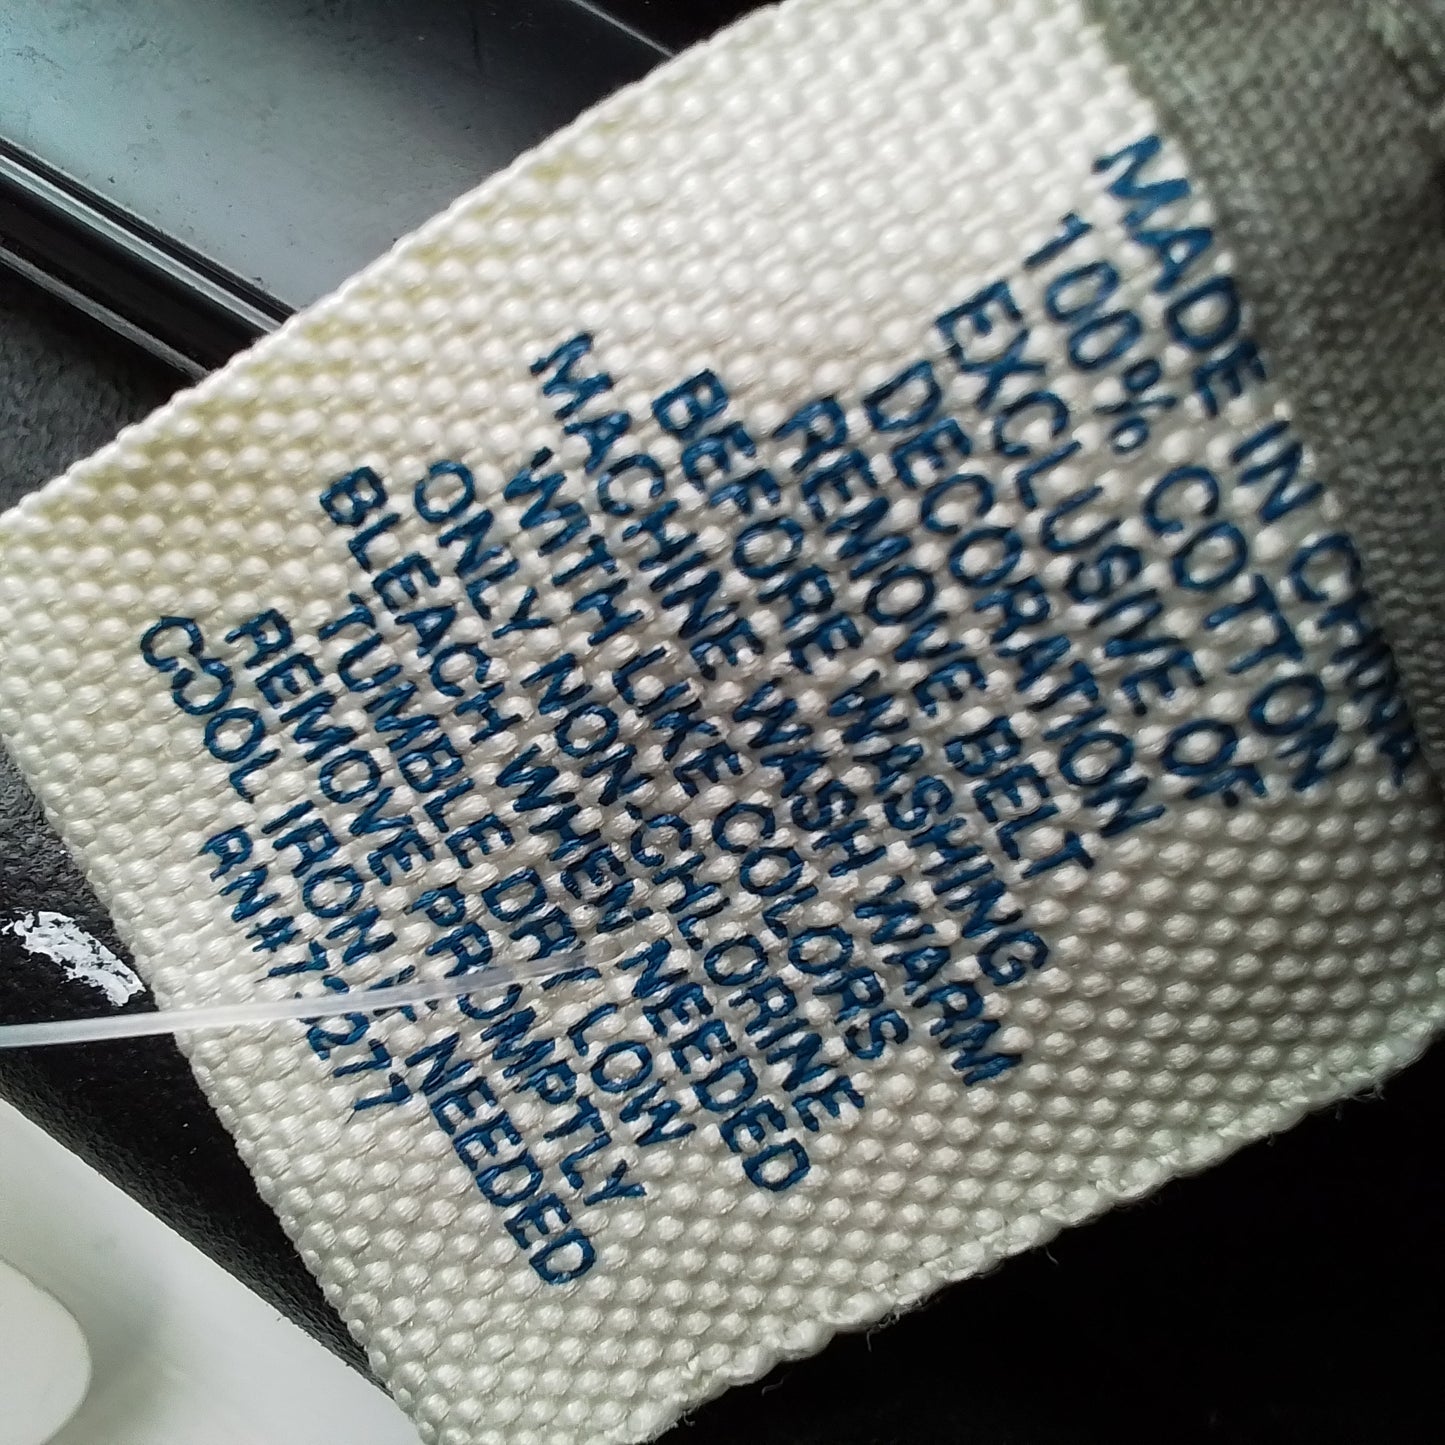 MADE IN CHINA
100% COTTON
EXCLUSIVE OF
DECORATION
REMOVE BELT
BEFORE WASHING
MACHINE WASH WARM
WITH LIKE COLORS
ONLY NON-CHLORINE
BLEACH WHEN NEEDED
TUMBLE DRY LOW
REMOVE PROMPTLY
COOL IRON IF NEEDED